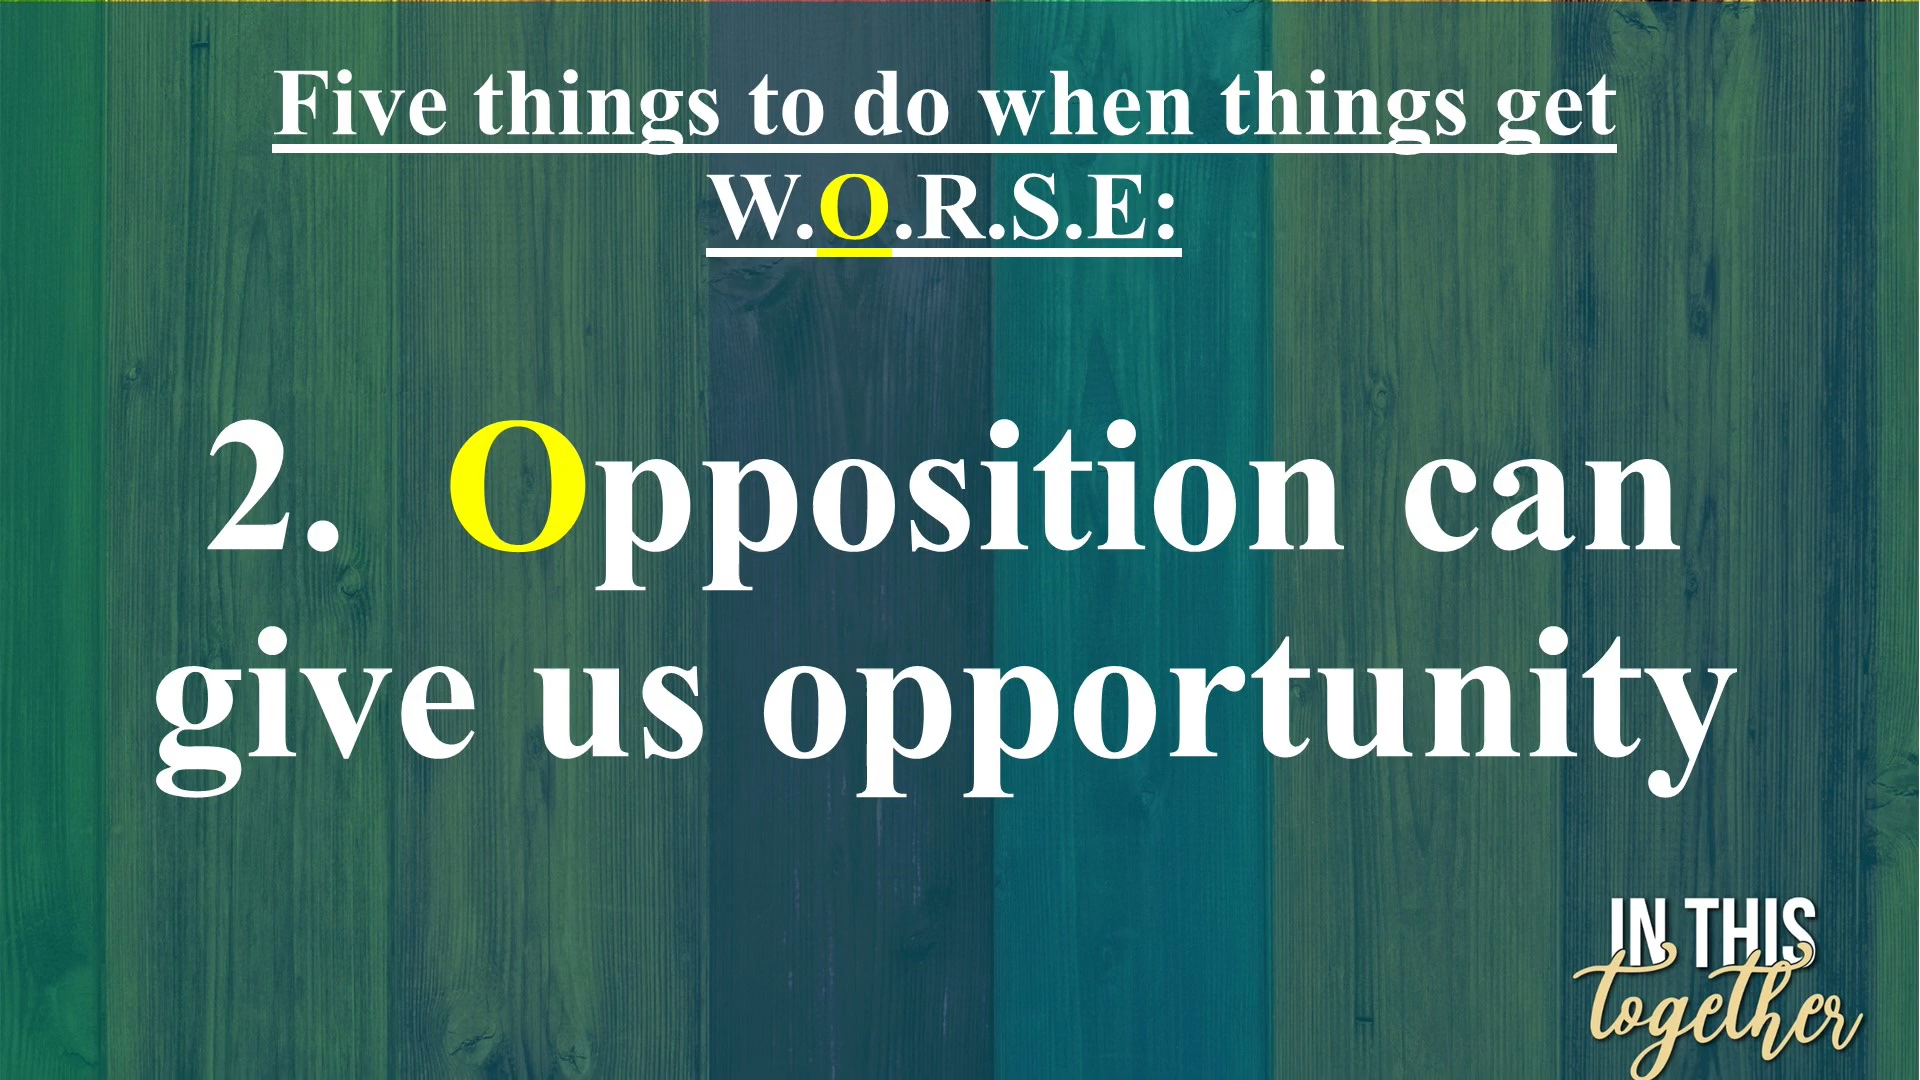 Five things to do when things get
W.O.R.S.E:
2. Opposition can
give us opportunity
IN THIS
together